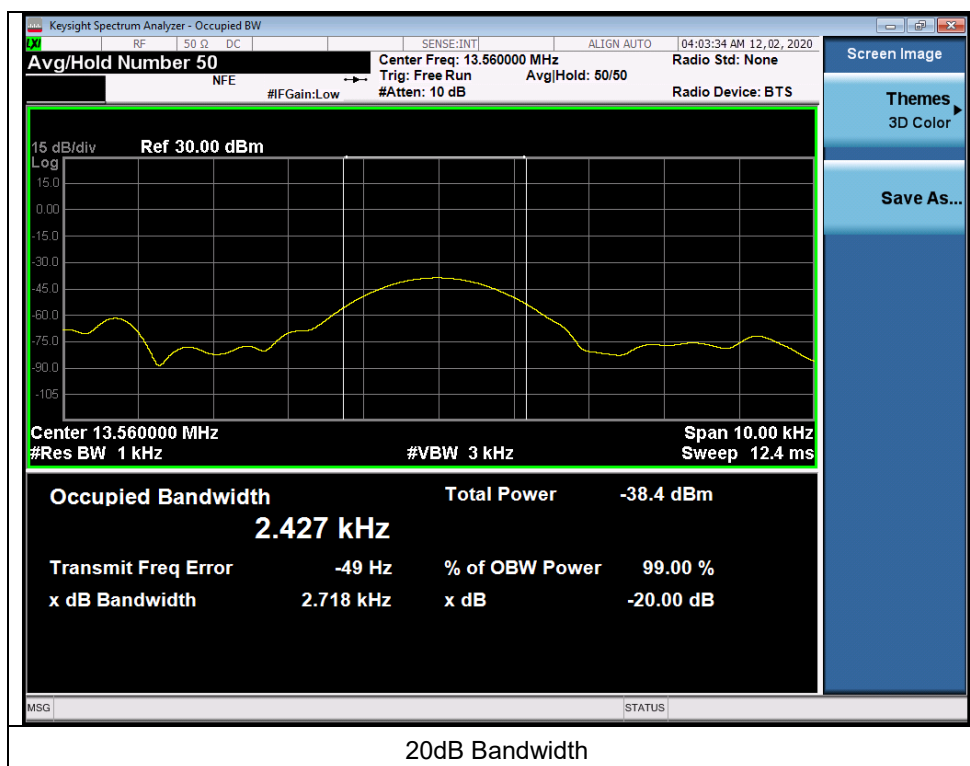 Keysight Spectrum Analyzer - Occupied BW
LXI RF 50 Ω DC SENSE:INT ALIGN AUTO 04:03:34 AM 12,02, 2020
Avg/Hold Number 50 Center Freq: 13.560000 MHz Radio Std: None
NFE Trig: Free Run Avg|Hold: 50/50
#IFGain:Low #Atten: 10 dB Radio Device: BTS
Screen Image
Themes
3D Color
Save As...
15 dB/div Ref 30.00 dBm
Log
15.0
0.00
-15.0
-30.0
-45.0
-60.0
-75.0
-90.0
-105
Center 13.560000 MHz Span 10.00 kHz
#Res BW 1 kHz #VBW 3 kHz Sweep 12.4 ms
Occupied Bandwidth Total Power -38.4 dBm
2.427 kHz
Transmit Freq Error -49 Hz % of OBW Power 99.00 %
x dB Bandwidth 2.718 kHz x dB -20.00 dB
MSG STATUS
20dB Bandwidth